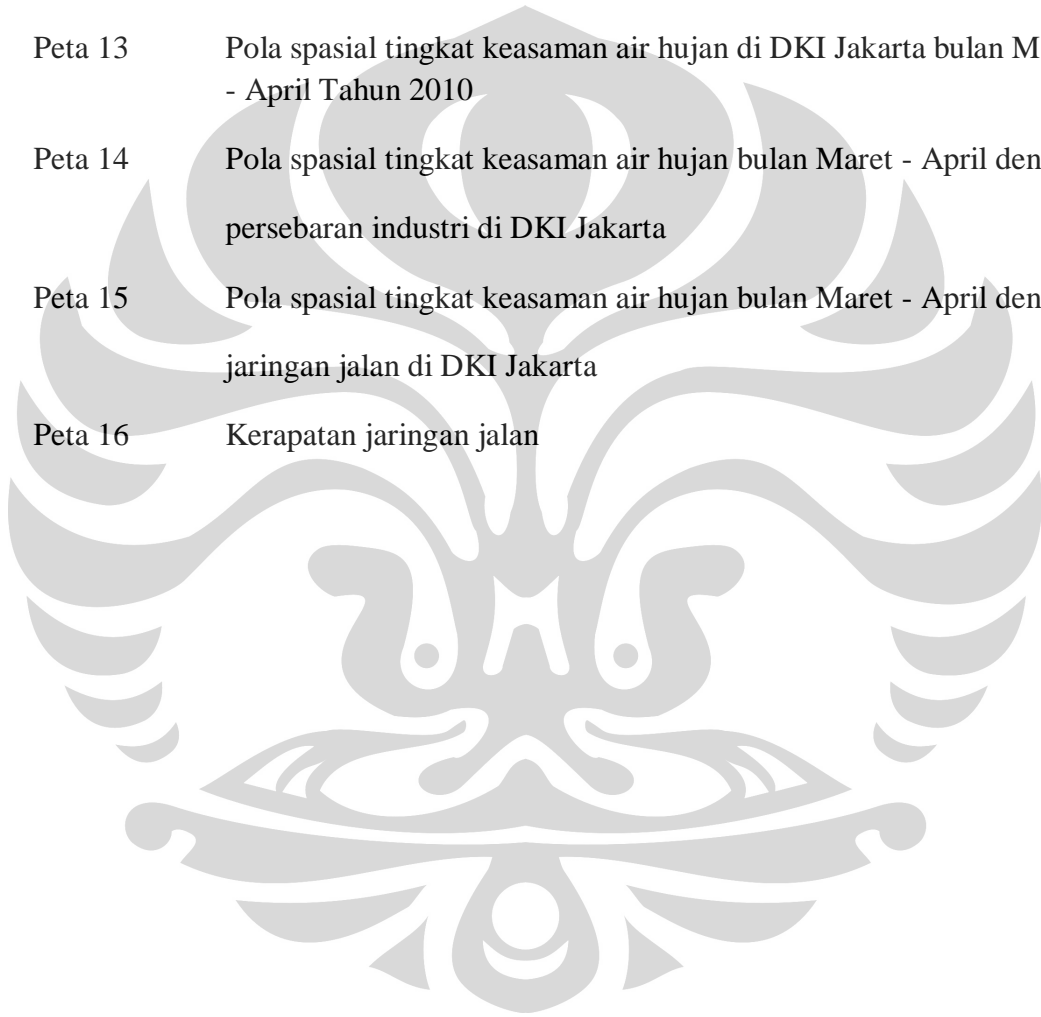 Peta 13 Pola spasial tingkat keasaman air hujan di DKI Jakarta bulan M
- April Tahun 2010
Peta 14 Pola spasial tingkat keasaman air hujan bulan Maret - April den
persebaran industri di DKI Jakarta
Peta 15 Pola spasial tingkat keasaman air hujan bulan Maret - April den
jaringan jalan di DKI Jakarta
Peta 16 Kerapatan jaringan jalan